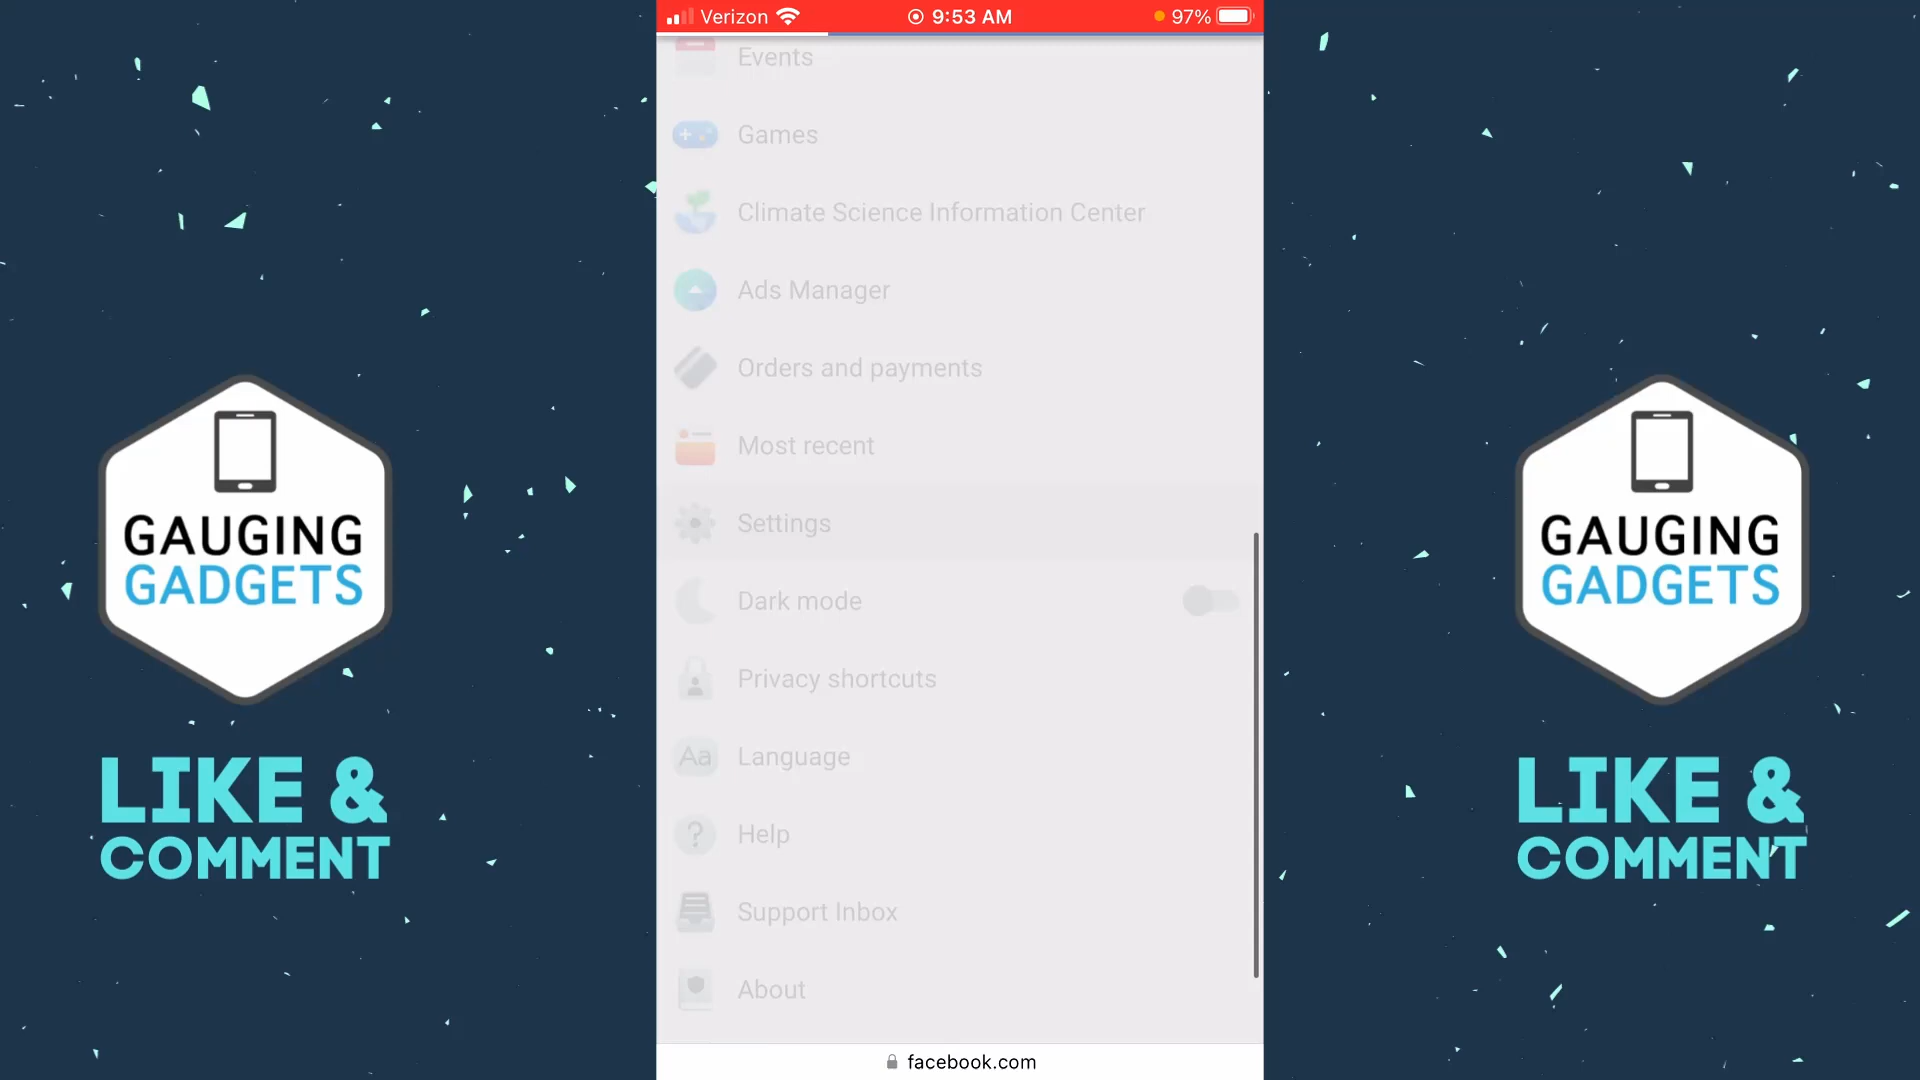 Verizon 9:53 AM 97%
Events
Games
Climate Science Information Center
Ads Manager
Orders and payments
Most recent
Settings
Dark mode
Privacy shortcuts
Aa Language
? Help
Support Inbox
About
facebook.com
GAUGING
GADGETS
LIKE &
COMMENT
GAUGING
GADGETS
LIKE &
COMMENT